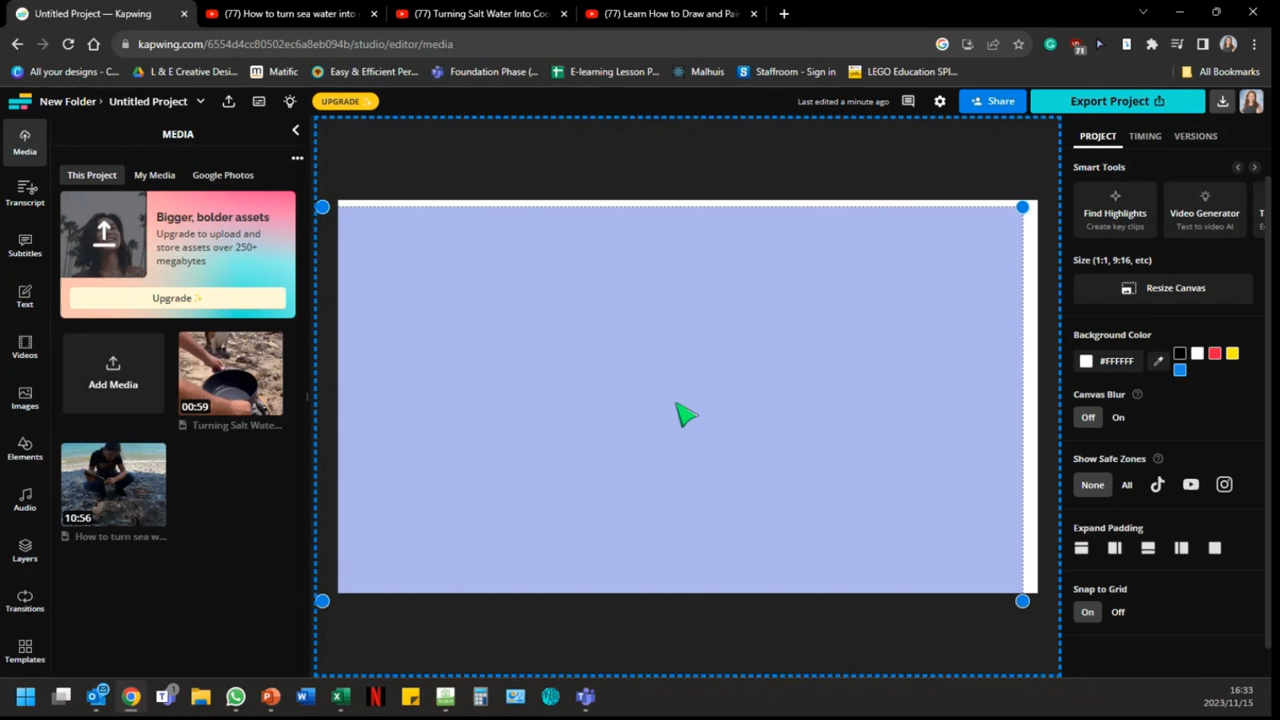 Untitled Project — Kapwing
(77) How to turn sea water into
(77) Turning Salt Water Into Coo
(77) Learn How to Draw and Pai
kapwing.com/6554d4cc80502ec6a8eb094b/studio/editor/media
71
All your designs - C...
L & E Creative Desi...
Matific
Easy & Efficient Per...
Foundation Phase (...
E-learning Lesson P...
Malhuis
Staffroom - Sign in
LEGO Education SPI...
All Bookmarks
New Folder › Untitled Project
UPGRADE
Last edited a minute ago
Share
Export Project
Media
Transcript
Subtitles
Text
Videos
Images
Elements
Audio
Layers
Transitions
Templates
MEDIA
This Project
My Media
Google Photos
Bigger, bolder assets
Upgrade to upload and
store assets over 250+
megabytes
Upgrade
Add Media
00:59
Turning Salt Wate...
10:56
How to turn sea w...
PROJECT
TIMING
VERSIONS
Smart Tools
Find Highlights
Create key clips
Video Generator
Text to video AI
Size (1:1, 9:16, etc)
Resize Canvas
Background Color
#FFFFFF
Canvas Blur
Off
On
Show Safe Zones
None
All
Expand Padding
Snap to Grid
On
Off
16:33
2023/11/15